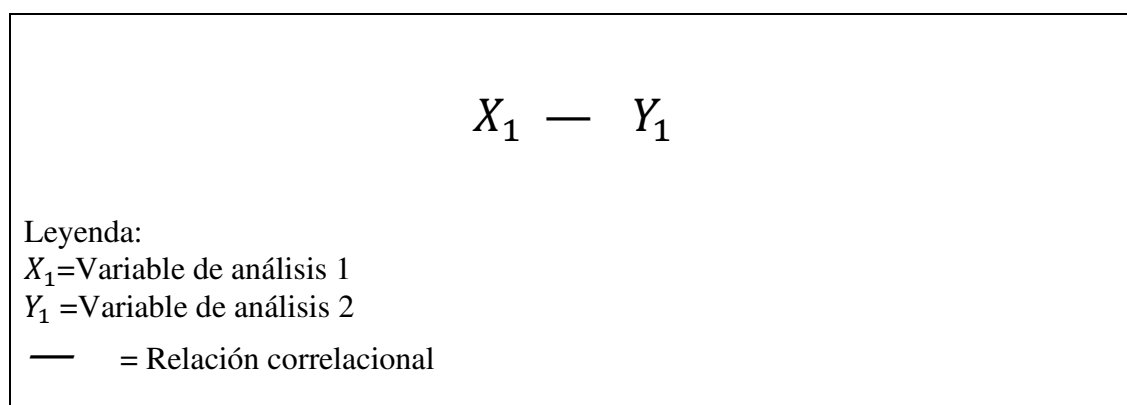 X₁ — Y₁
Leyenda:
X₁=Variable de análisis 1
Y₁ =Variable de análisis 2
— = Relación correlacional